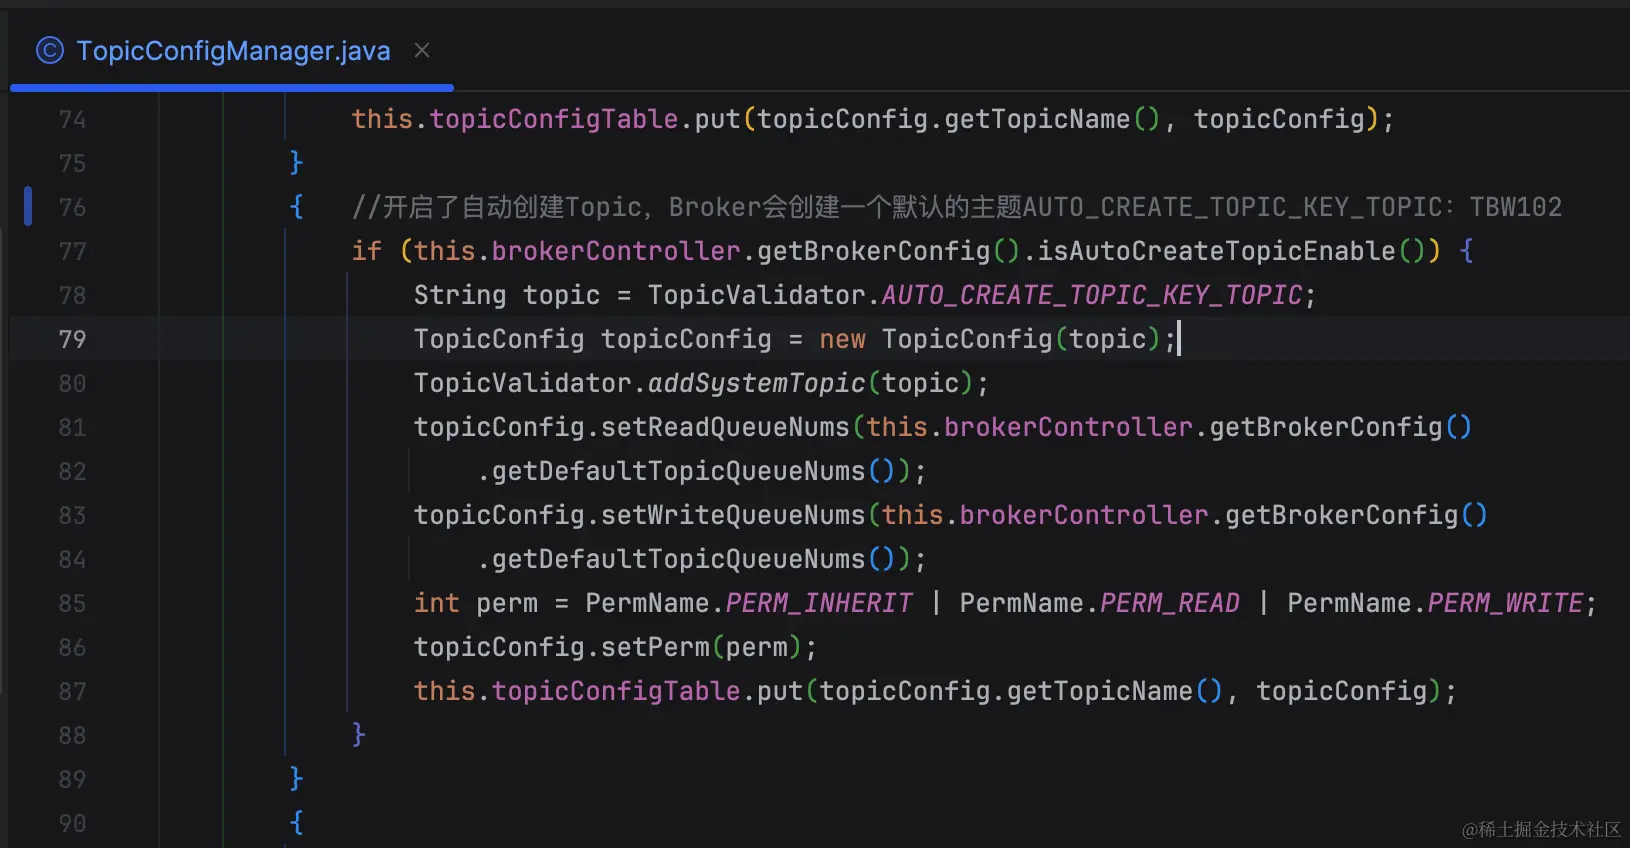 TopicConfigManager.java
74 this.topicConfigTable.put(topicConfig.getTopicName(), topicConfig);
75 }
76 { //开启了自动创建Topic, Broker会创建一个默认的主题AUTO_CREATE_TOPIC_KEY_TOPIC: TBW102
77 if (this.brokerController.getBrokerConfig().isAutoCreateTopicEnable()) {
78 String topic = TopicValidator.AUTO_CREATE_TOPIC_KEY_TOPIC;
79 TopicConfig topicConfig = new TopicConfig(topic);
80 TopicValidator.addSystemTopic(topic);
81 topicConfig.setReadQueueNums(this.brokerController.getBrokerConfig()
82 .getDefaultTopicQueueNums());
83 topicConfig.setWriteQueueNums(this.brokerController.getBrokerConfig()
84 .getDefaultTopicQueueNums());
85 int perm = PermName.PERM_INHERIT | PermName.PERM_READ | PermName.PERM_WRITE;
86 topicConfig.setPerm(perm);
87 this.topicConfigTable.put(topicConfig.getTopicName(), topicConfig);
88 }
89 }
90 {
@稀土掘金技术社区